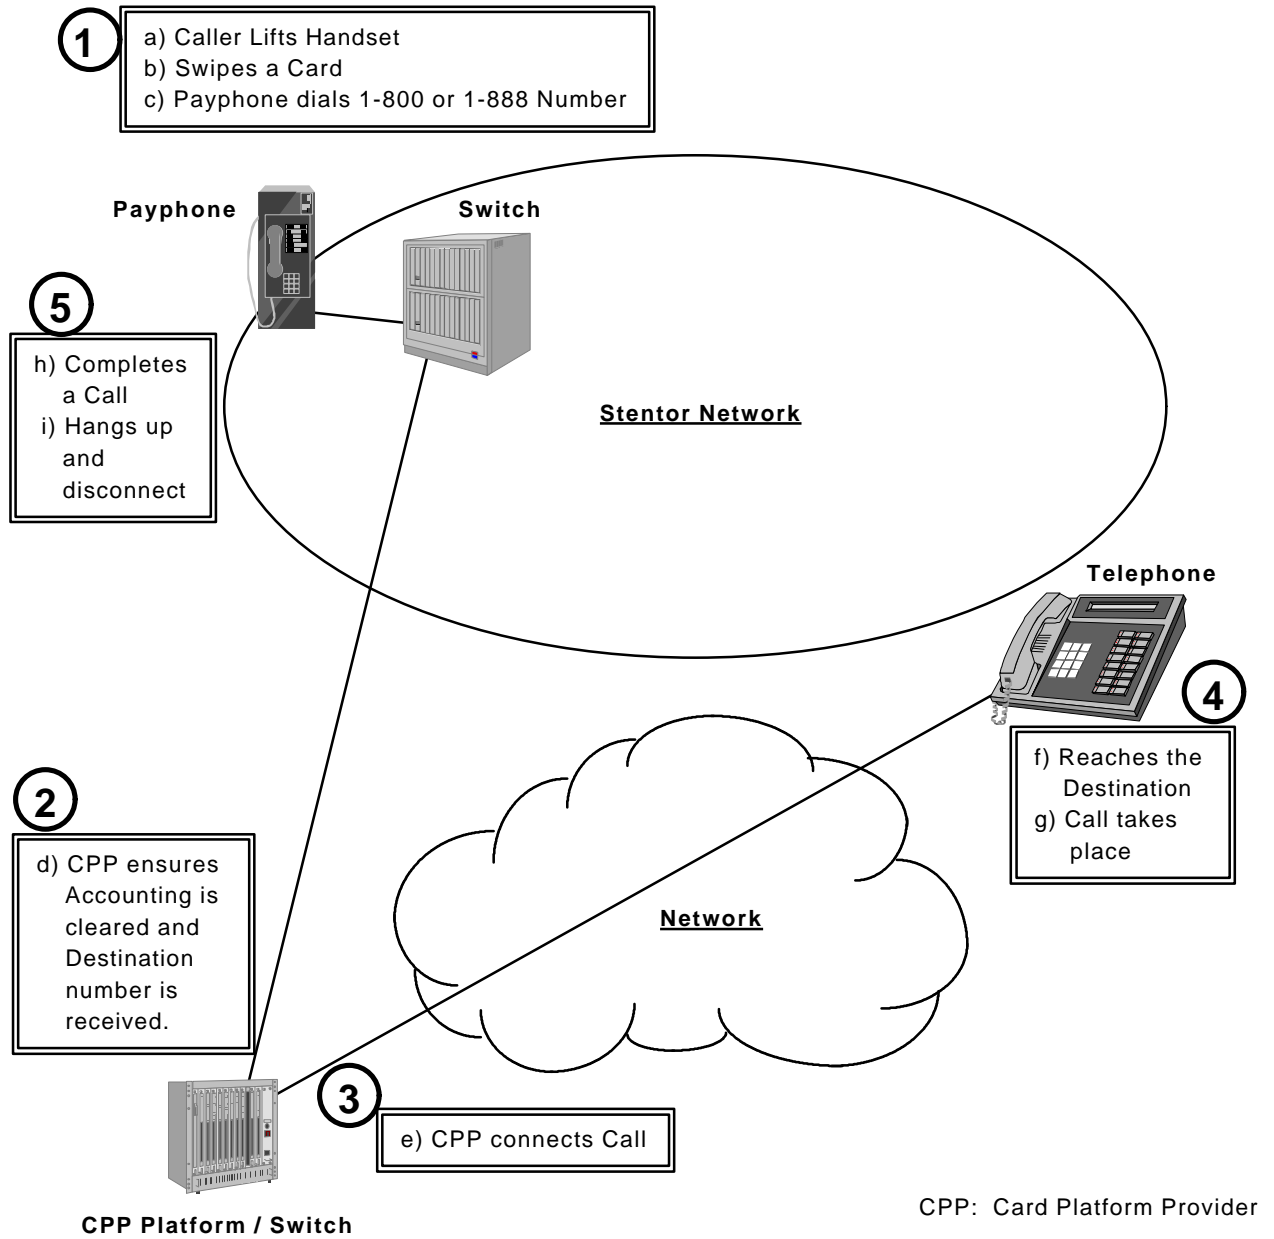 1
a) Caller Lifts Handset
b) Swipes a Card
c) Payphone dials 1-800 or 1-888 Number
Payphone
Switch
5
h) Completes
a Call
i) Hangs up
and
disconnect
Stentor Network
Telephone
4
f) Reaches the
Destination
g) Call takes
place
2
d) CPP ensures
Accounting is
cleared and
Destination
number is
received.
Network
3
e) CPP connects Call
CPP Platform / Switch
CPP:  Card Platform Provider